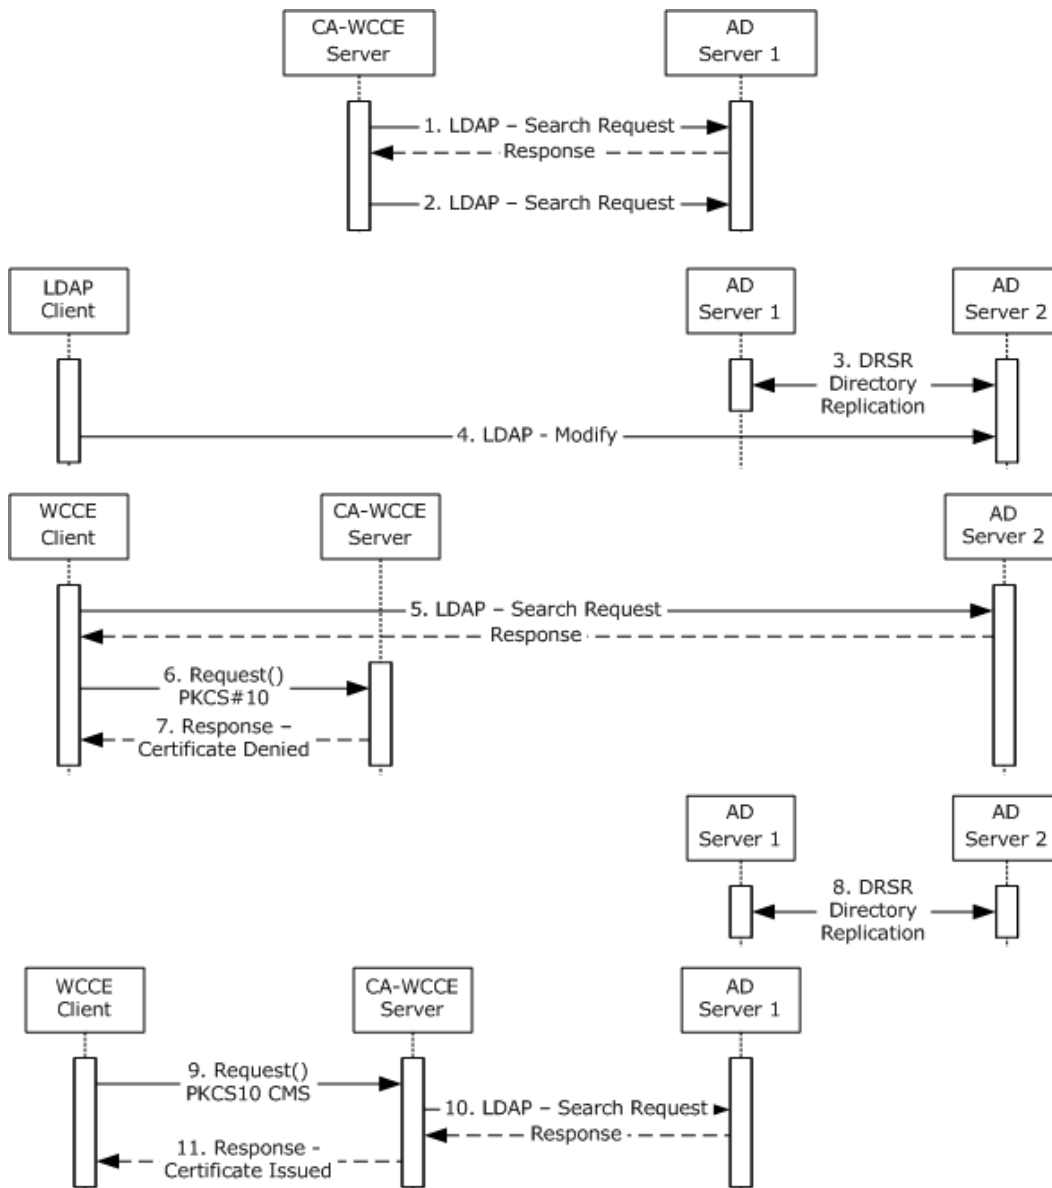 CA-WCCE
Server
AD
Server 1
1. LDAP – Search Request
Response
2. LDAP – Search Request
LDAP
Client
AD
Server 1
AD
Server 2
3. DRSR
Directory
Replication
4. LDAP - Modify
WCCE
Client
CA-WCCE
Server
AD
Server 2
5. LDAP – Search Request
Response
6. Request()
PKCS#10
7. Response –
Certificate Denied
AD
Server 1
AD
Server 2
8. DRSR
Directory
Replication
WCCE
Client
CA-WCCE
Server
AD
Server 1
9. Request()
PKCS10 CMS
10. LDAP – Search Request
Response
11. Response -
Certificate Issued